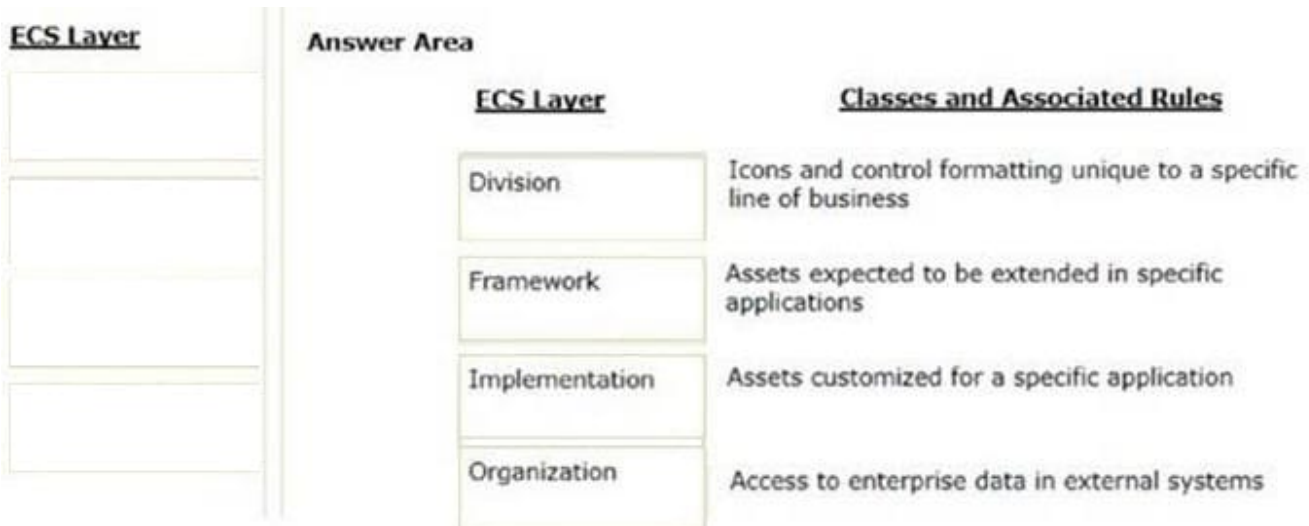 ECS Layer
Answer Area
ECS Layer
Classes and Associated Rules
Division
Icons and control formatting unique to a specific
line of business
Framework
Assets expected to be extended in specific
applications
Implementation
Assets customized for a specific application
Organization
Access to enterprise data in external systems